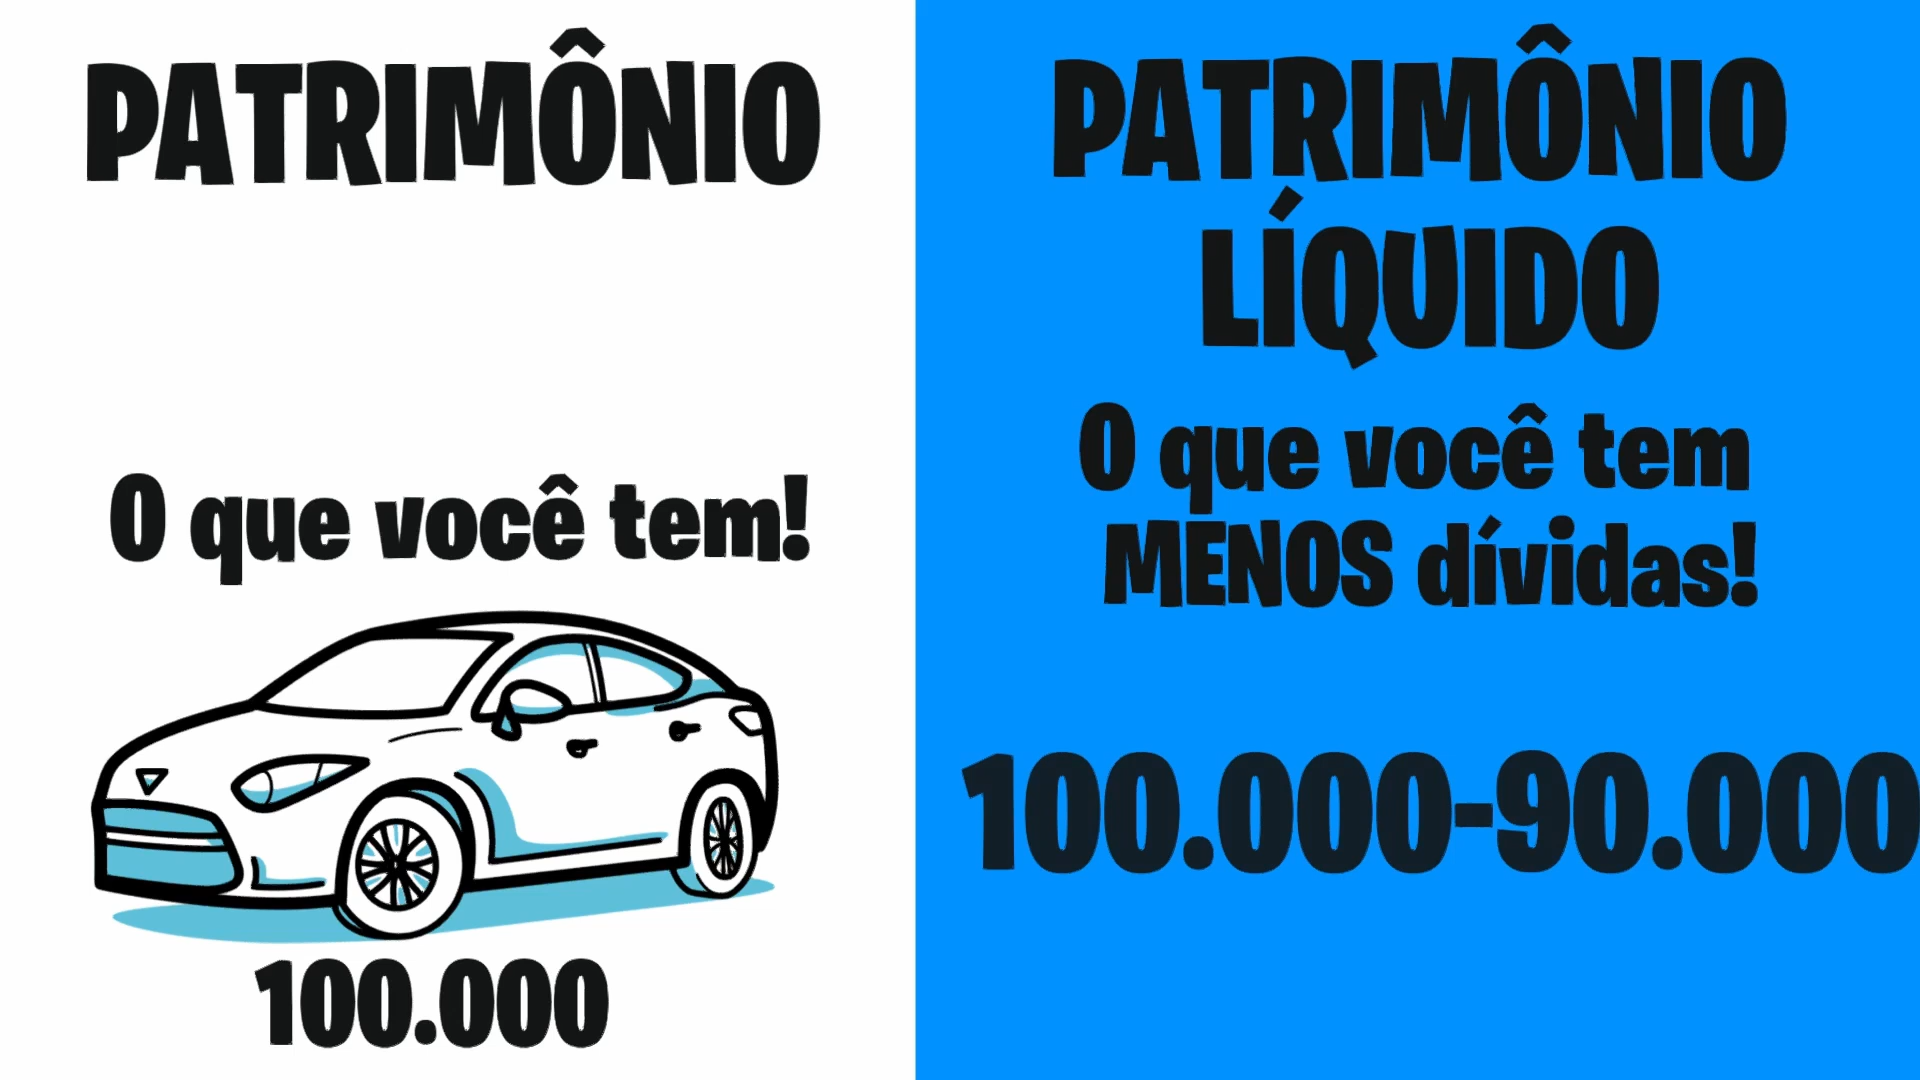 PATRIMÔNIO
O que você tem!
100.000
PATRIMÔNIO
LÍQUIDO
O que você tem
MENOS dívidas!
100.000-90.000